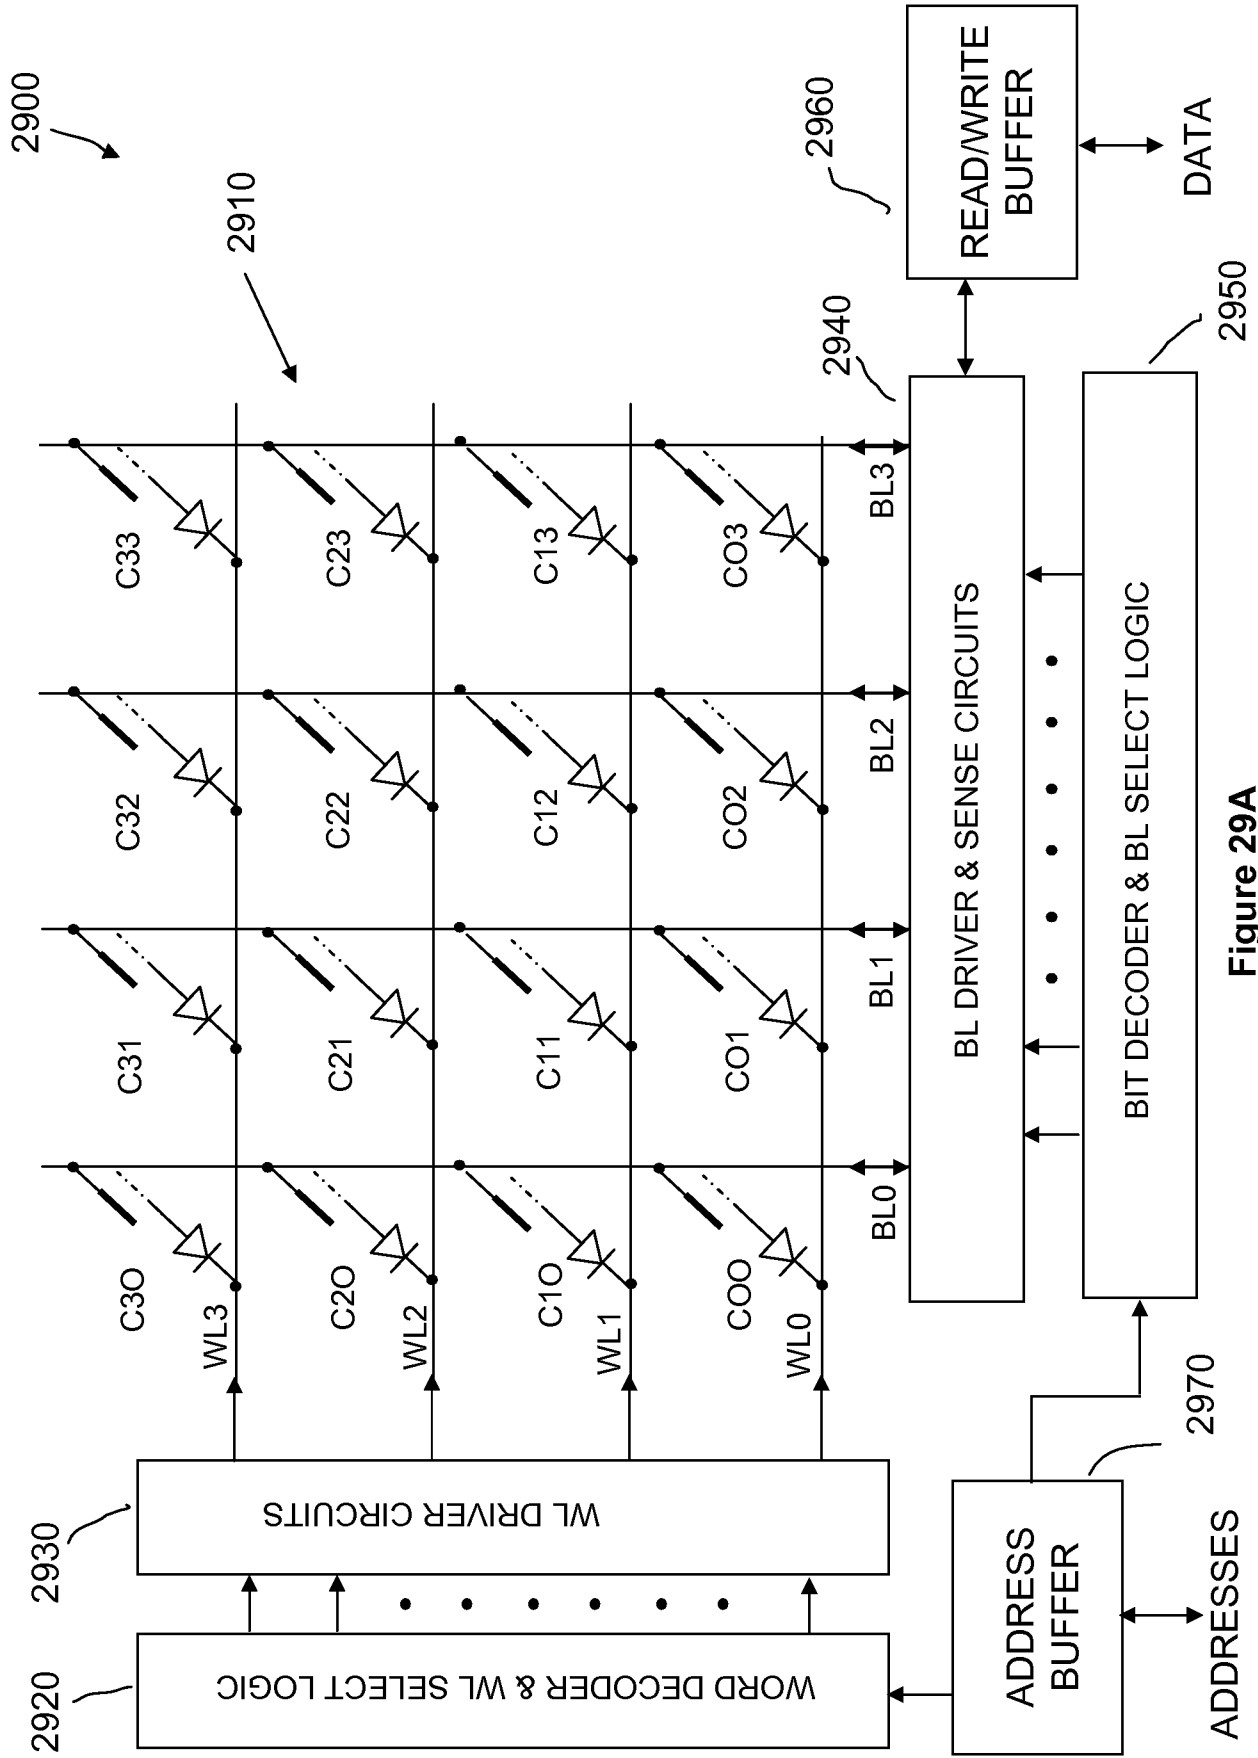 2900
2910
C33
C32
C31
C3O
WL3
C23
C22
C21
C2O
WL2
C13
C12
C11
C1O
WL1
CO3
CO2
CO1
COO
WL0
BL0
BL1
BL2
BL3
2920
WORD DECODER & WL SELECT LOGIC
2930
WL DRIVER CIRCUITS
2940
BL DRIVER & SENSE CIRCUITS
2950
BIT DECODER & BL SELECT LOGIC
2960
READ/WRITE
BUFFER
DATA
2970
ADDRESS
BUFFER
ADDRESSES
Figure 29A